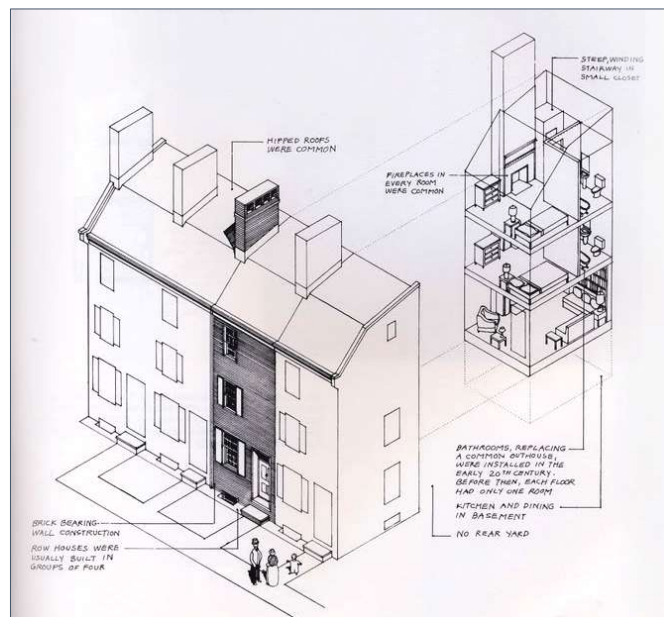 STEEP, WINDING
STAIRWAY IN
SMALL CLOSET
HIPPED ROOFS
WERE COMMON
FIREPLACES IN
EVERY ROOM
WERE COMMON
BATHROOMS, REPLACING
A COMMON OUTHOUSE,
WERE INSTALLED IN THE
EARLY 20TH CENTURY.
BEFORE THEN, EACH FLOOR
HAD ONLY ONE ROOM
KITCHEN AND DINING
IN BASEMENT
NO REAR YARD
BRICK BEARING
WALL CONSTRUCTION
ROW HOUSES WERE
USUALLY BUILT IN
GROUPS OF FOUR